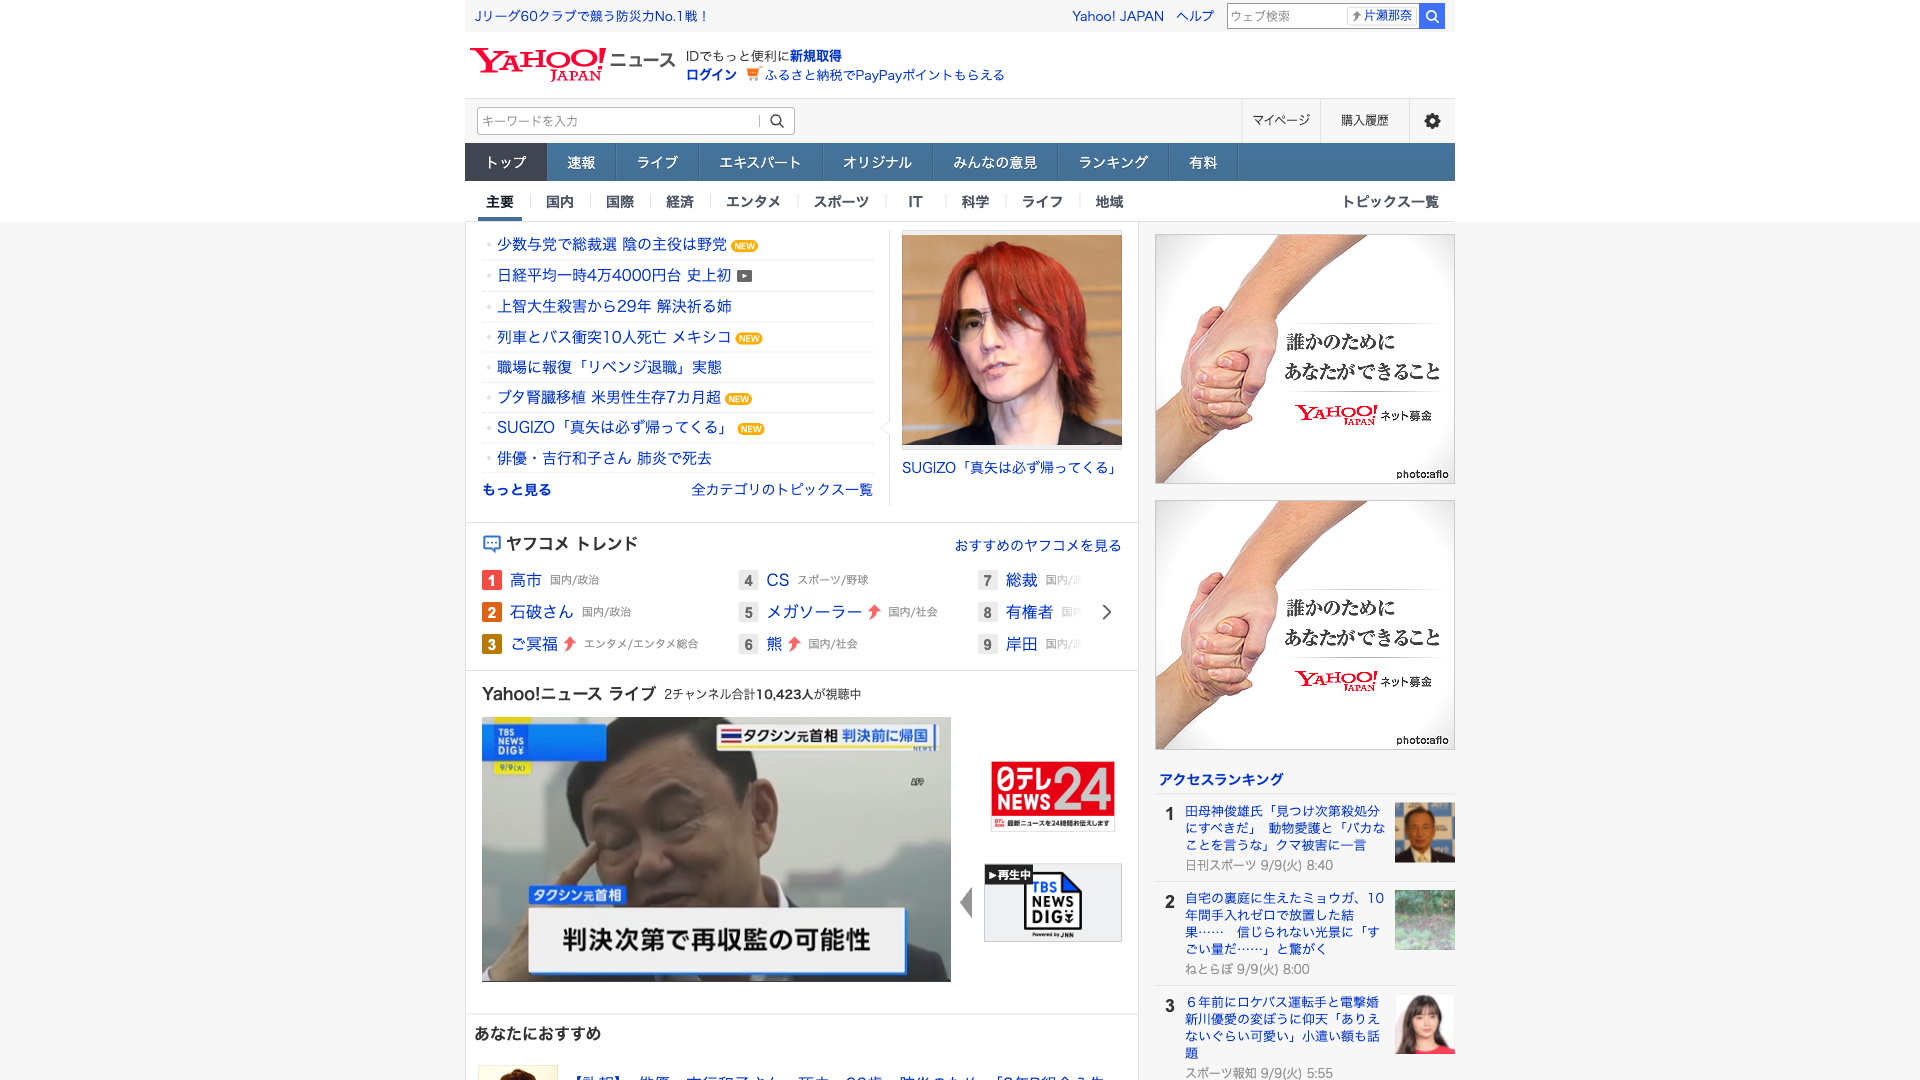 Jリーグ60クラブで競う防災力No.1戦！
Yahoo! JAPAN ヘルプ
ウェブ検索 片瀬那奈
YAHOO! JAPAN ニュース
IDでもっと便利に新規取得
ログイン ふるさと納税でPayPayポイントもらえる
キーワードを入力
マイページ 購入履歴
トップ 速報 ライブ エキスパート オリジナル みんなの意見 ランキング 有料
主要 国内 国際 経済 エンタメ スポーツ IT 科学 ライフ 地域 トピックス一覧
少数与党で総裁選 陰の主役は野党 NEW
日経平均一時4万4000円台 史上初
上智大生殺害から29年 解決祈る姉
列車とバス衝突10人死亡 メキシコ NEW
職場に報復「リベンジ退職」実態
ブタ腎臓移植 米男性生存7カ月超 NEW
SUGIZO「真矢は必ず帰ってくる」 NEW
俳優・吉行和子さん 肺炎で死去
もっと見る 全カテゴリのトピックス一覧
SUGIZO「真矢は必ず帰ってくる」
ヤフコメ トレンド おすすめのヤフコメを見る
1 高市 国内/政治
2 石破さん 国内/政治
3 ご冥福 エンタメ/エンタメ総合
4 CS スポーツ/野球
5 メガソーラー 国内/社会
6 熊 国内/社会
7 総裁 国内/
8 有権者 国内
9 岸田 国内/
Yahoo!ニュース ライブ 2チャンネル合計10,423人が視聴中
TBS NEWS DIG
9/9(火)
タクシン元首相 判決前に帰国
NEWS
AFP
タクシン元首相
判決次第で再収監の可能性
日テレ NEWS 24
最新ニュースを24時間お伝えします
再生中
TBS NEWS DIG
Powered by JNN
あなたにおすすめ
誰かのために
あなたができること
YAHOO! JAPAN ネット募金
photo:aflo
誰かのために
あなたができること
YAHOO! JAPAN ネット募金
photo:aflo
アクセスランキング
1 田母神俊雄氏「見つけ次第殺処分
にすべきだ」 動物愛護と「バカな
ことを言うな」クマ被害に一言
日刊スポーツ 9/9(火) 8:40
2 自宅の裏庭に生えたミョウガ、10
年間手入れゼロで放置した結
果…… 信じられない光景に「す
ごい量だ……」と驚がく
ねとらぼ 9/9(火) 8:00
3 ６年前にロケバス運転手と電撃婚
新川優愛の変ぼうに仰天「ありえ
ないぐらい可愛い」小遣い額も話
題
スポーツ報知 9/9(火) 5:55